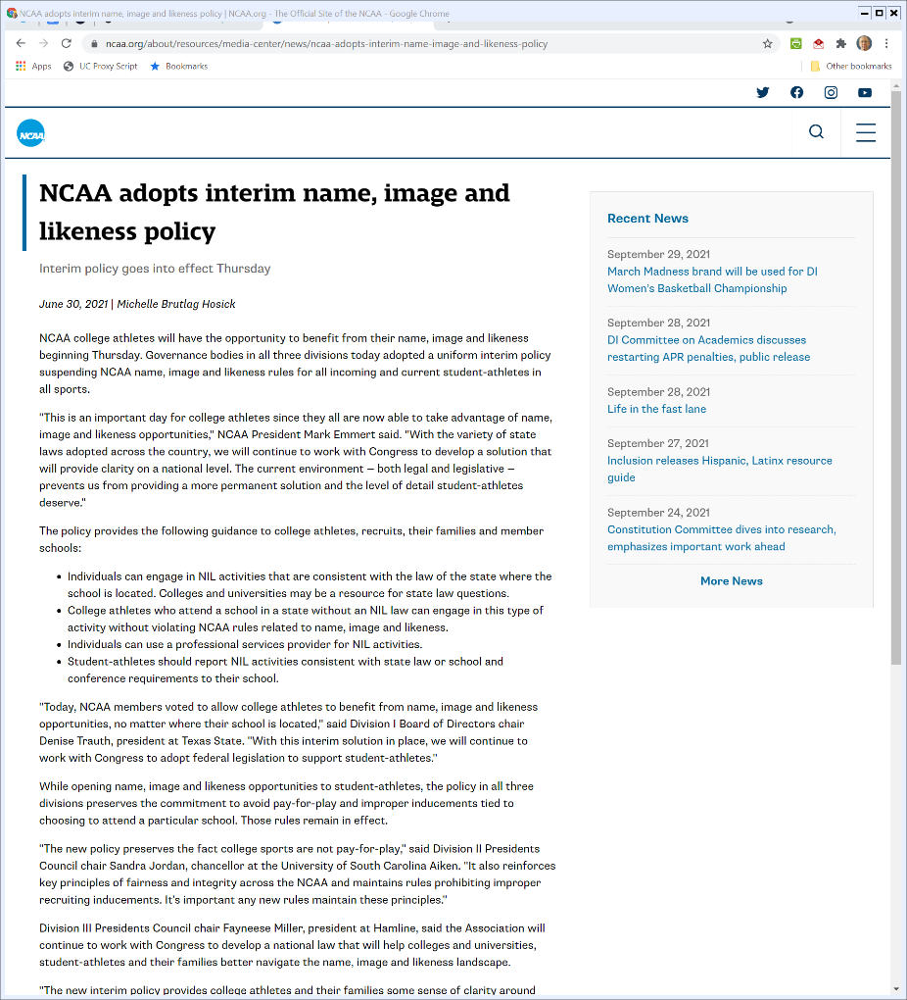 NCAA adopts interim name, image and likeness policy | NCAA.org - The Official Site of the NCAA - Google Chrome
ncaa.org/about/resources/media-center/news/ncaa-adopts-interim-name-image-and-likeness-policy
Apps UC Proxy Script Bookmarks Other bookmarks
NCAA
NCAA adopts interim name, image and
likeness policy
Interim policy goes into effect Thursday
June 30, 2021 | Michelle Brutlag Hosick
NCAA college athletes will have the opportunity to benefit from their name, image and likeness
beginning Thursday. Governance bodies in all three divisions today adopted a uniform interim policy
suspending NCAA name, image and likeness rules for all incoming and current student-athletes in
all sports.
"This is an important day for college athletes since they all are now able to take advantage of name,
image and likeness opportunities," NCAA President Mark Emmert said. "With the variety of state
laws adopted across the country, we will continue to work with Congress to develop a solution that
will provide clarity on a national level. The current environment — both legal and legislative —
prevents us from providing a more permanent solution and the level of detail student-athletes
deserve."
The policy provides the following guidance to college athletes, recruits, their families and member
schools:
• Individuals can engage in NIL activities that are consistent with the law of the state where the
school is located. Colleges and universities may be a resource for state law questions.
• College athletes who attend a school in a state without an NIL law can engage in this type of
activity without violating NCAA rules related to name, image and likeness.
• Individuals can use a professional services provider for NIL activities.
• Student-athletes should report NIL activities consistent with state law or school and
conference requirements to their school.
"Today, NCAA members voted to allow college athletes to benefit from name, image and likeness
opportunities, no matter where their school is located," said Division I Board of Directors chair
Denise Trauth, president at Texas State. "With this interim solution in place, we will continue to
work with Congress to adopt federal legislation to support student-athletes."
While opening name, image and likeness opportunities to student-athletes, the policy in all three
divisions preserves the commitment to avoid pay-for-play and improper inducements tied to
choosing to attend a particular school. Those rules remain in effect.
"The new policy preserves the fact college sports are not pay-for-play," said Division II Presidents
Council chair Sandra Jordan, chancellor at the University of South Carolina Aiken. "It also reinforces
key principles of fairness and integrity across the NCAA and maintains rules prohibiting improper
recruiting inducements. It's important any new rules maintain these principles."
Division III Presidents Council chair Fayneese Miller, president at Hamline, said the Association will
continue to work with Congress to develop a national law that will help colleges and universities,
student-athletes and their families better navigate the name, image and likeness landscape.
"The new interim policy provides college athletes and their families some sense of clarity around
Recent News
September 29, 2021
March Madness brand will be used for DI
Women's Basketball Championship
September 28, 2021
DI Committee on Academics discusses
restarting APR penalties, public release
September 28, 2021
Life in the fast lane
September 27, 2021
Inclusion releases Hispanic, Latinx resource
guide
September 24, 2021
Constitution Committee dives into research,
emphasizes important work ahead
More News